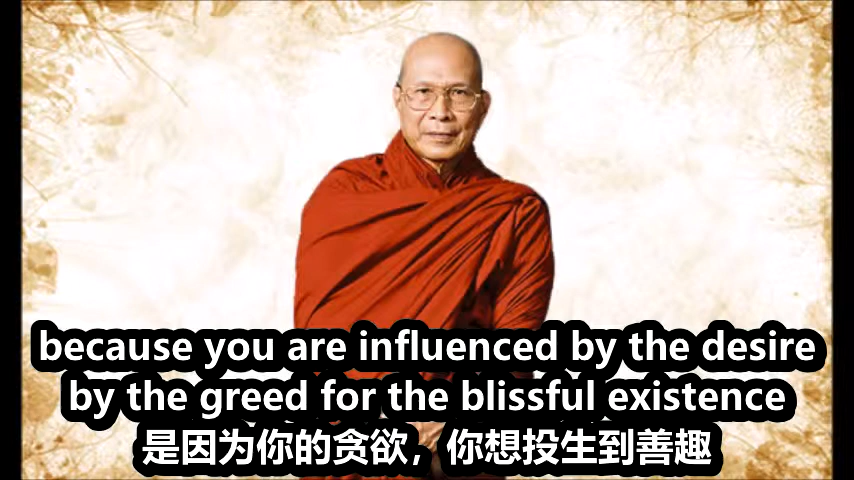 because you are influenced by the desire
by the greed for the blissful existence
是因为你的贪欲，你想投生到善趣